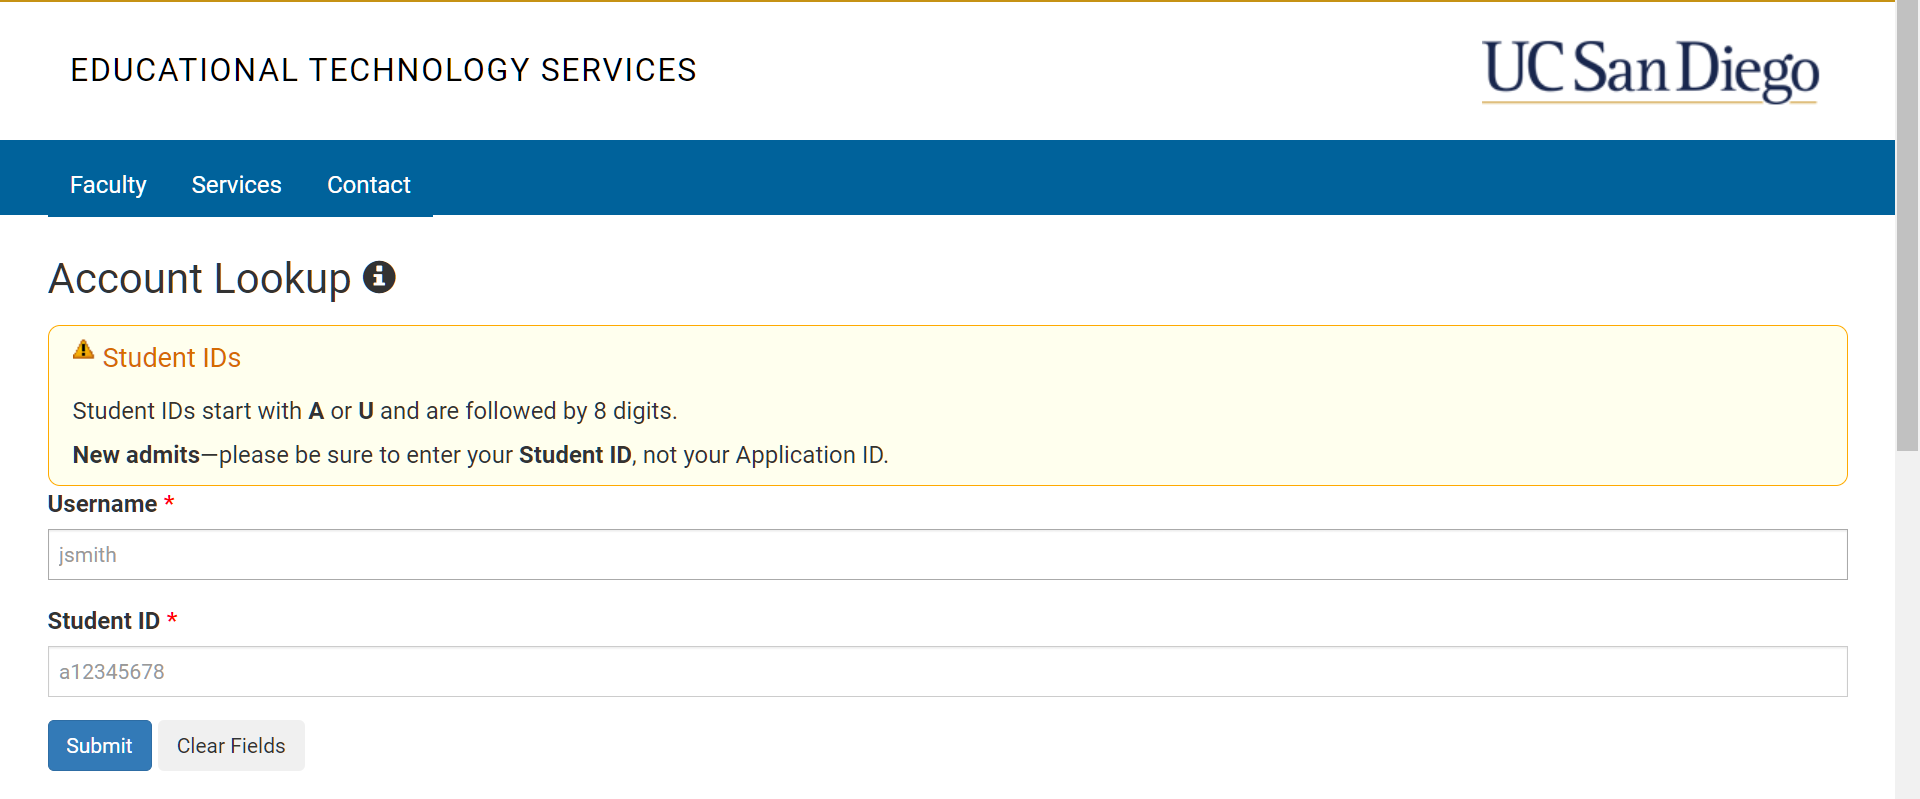 EDUCATIONAL TECHNOLOGY SERVICES
UC San Diego
Faculty Services Contact
Account Lookup
Student IDs
Student IDs start with A or U and are followed by 8 digits.
New admits—please be sure to enter your Student ID, not your Application ID.
Username *
jsmith
Student ID *
a12345678
Submit Clear Fields